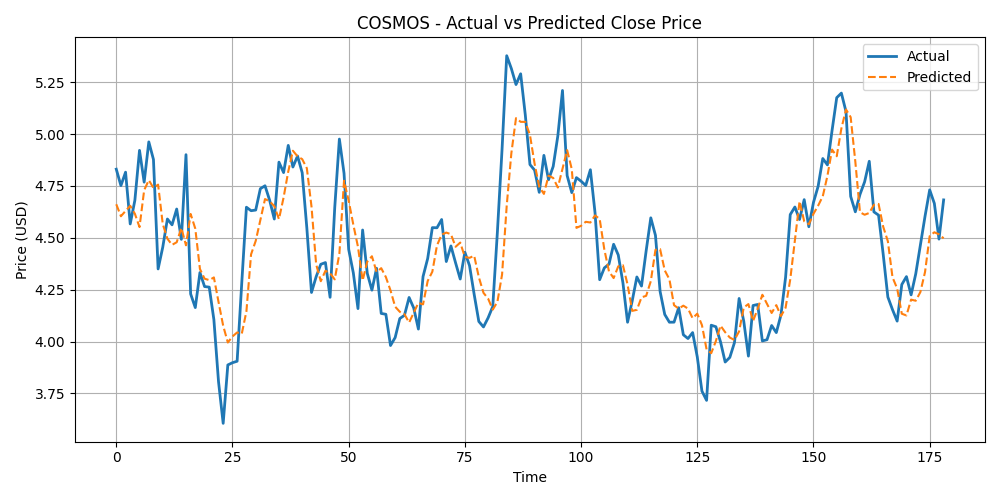 COSMOS - Actual vs Predicted Close Price
Actual
Predicted
Price (USD)
5.25
5.00
4.75
4.50
4.25
4.00
3.75
0 25 50 75 100 125 150 175
Time